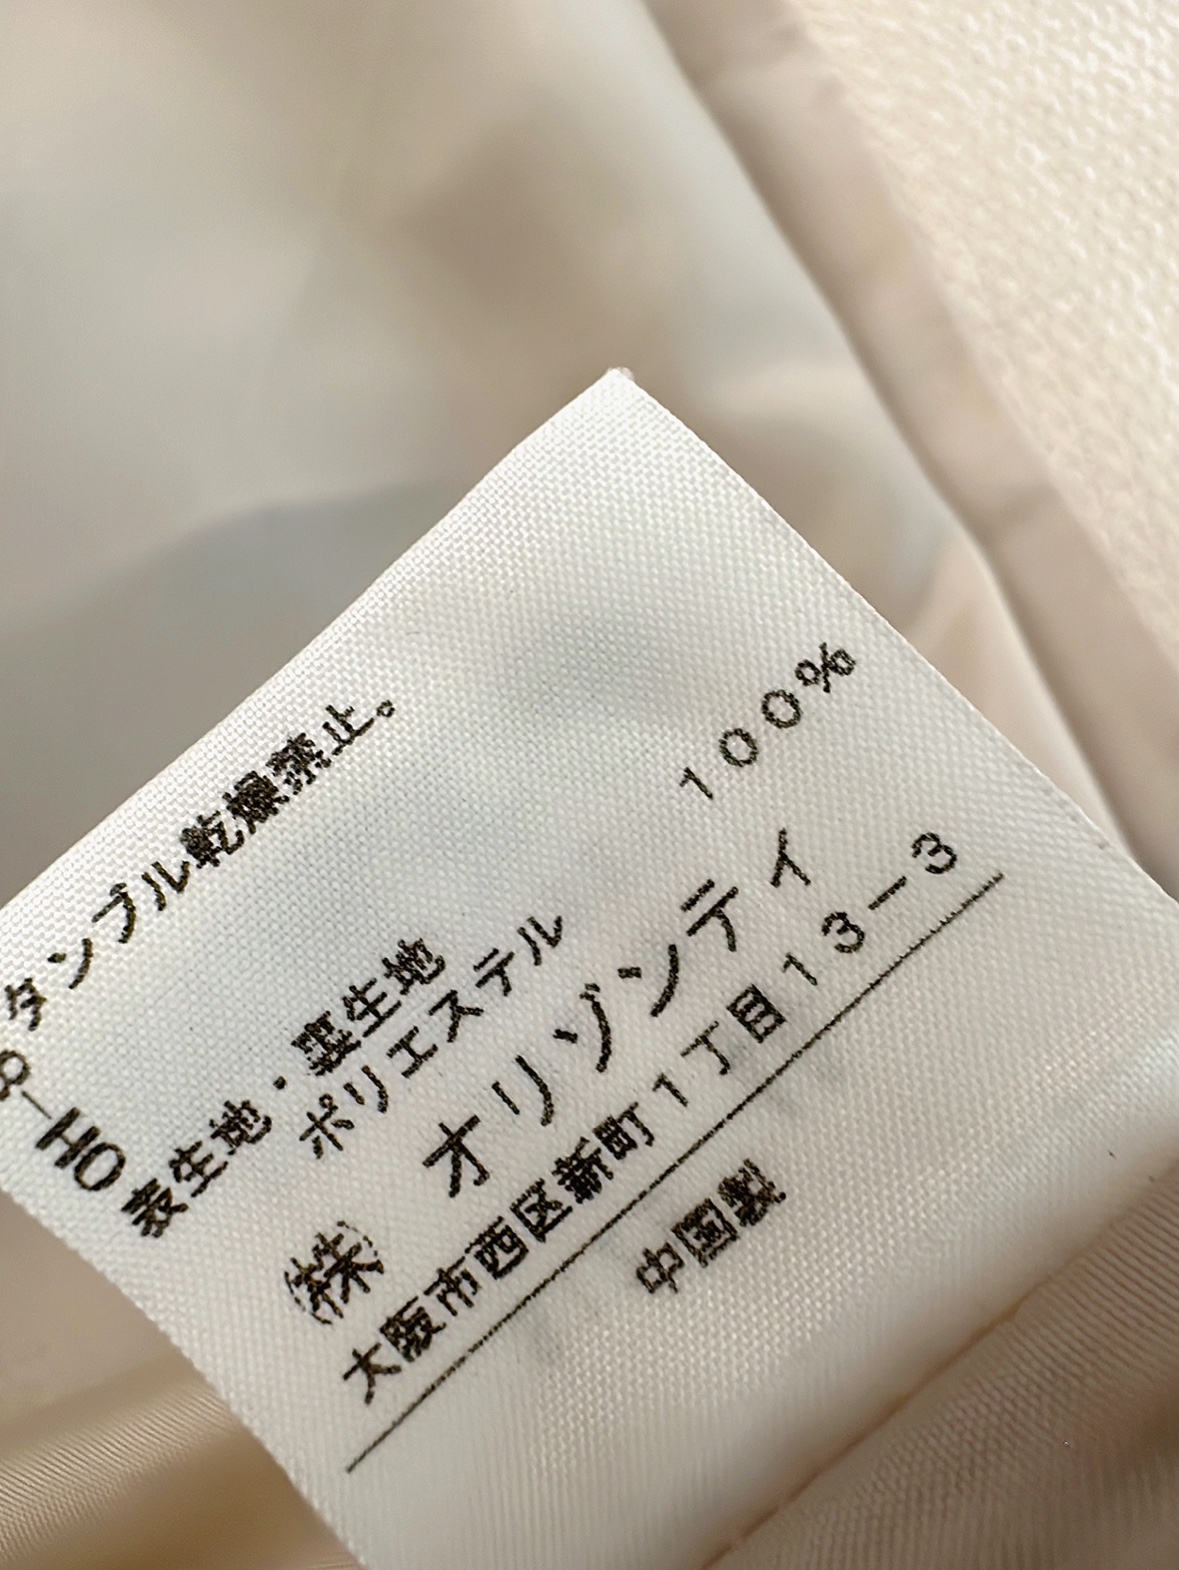 タンブル乾燥禁止。
8-HO
表生地・裏生地
ポリエステル 100%
㈱ オリゾンティ
大阪市西区新町1丁目13-3
中国製